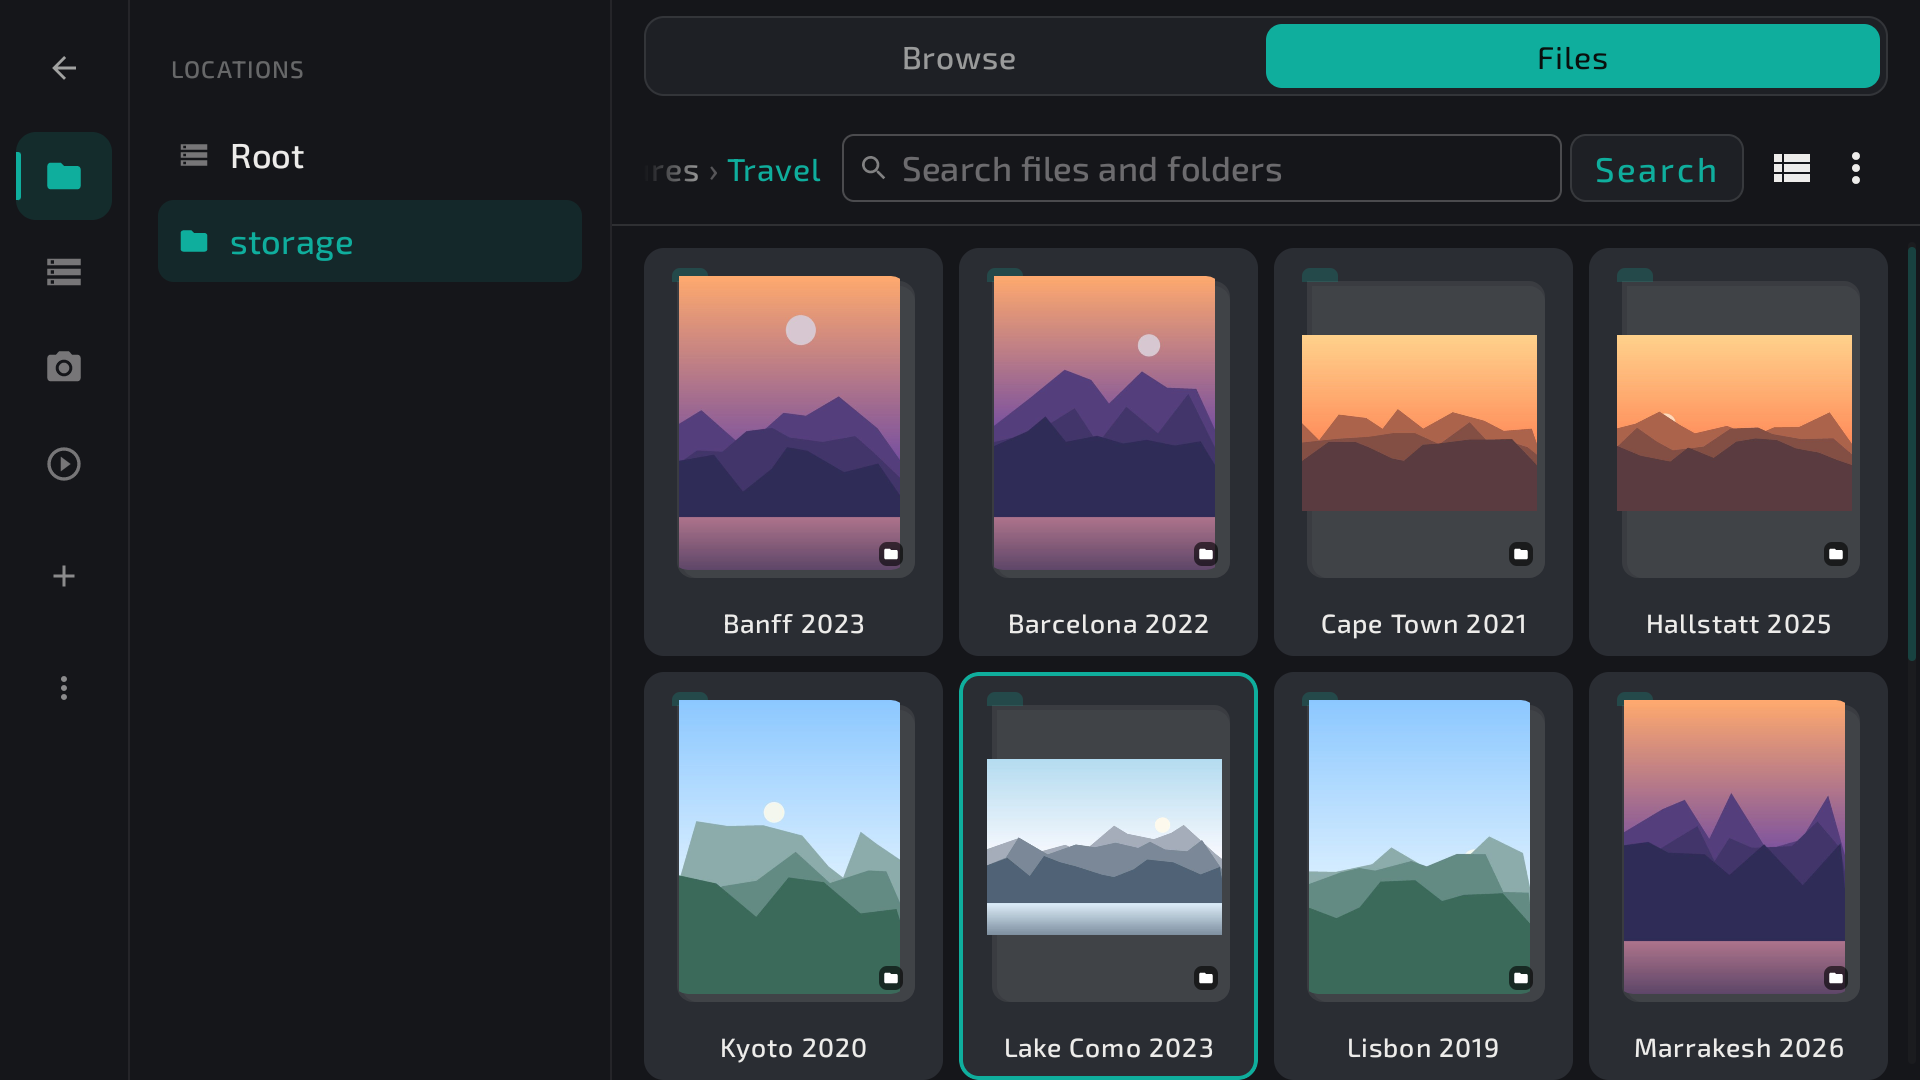 LOCATIONS
Root
storage
Browse
Files
res › Travel
Search files and folders
Search
Banff 2023
Barcelona 2022
Cape Town 2021
Hallstatt 2025
Kyoto 2020
Lake Como 2023
Lisbon 2019
Marrakesh 2026